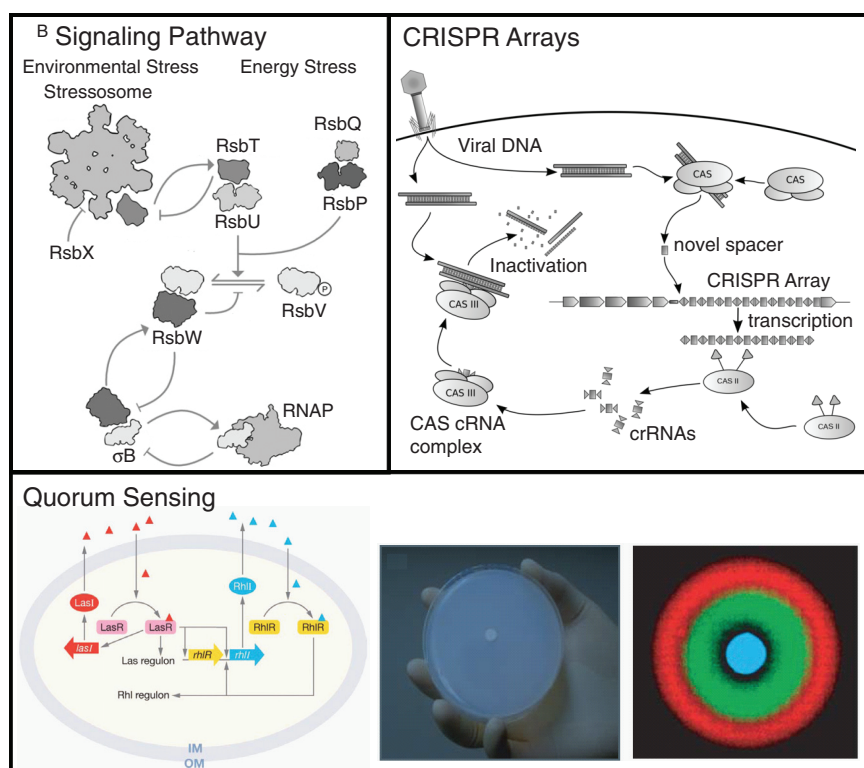 B Signaling Pathway
Environmental Stress
Energy Stress
Stressosome
RsbT
RsbQ
RsbU
RsbP
RsbX
RsbW
RsbV
P
RNAP
σB
CRISPR Arrays
Viral DNA
CAS
CAS
novel spacer
Inactivation
CRISPR Array
CAS III
transcription
CAS III
CAS II
CAS II
CAS cRNA
complex
crRNAs
Quorum Sensing
LasI
RhlI
LasR
LasR
RhlR
RhlR
lasI
rhlR
rhlI
Las regulon
Rhl regulon
IM
OM